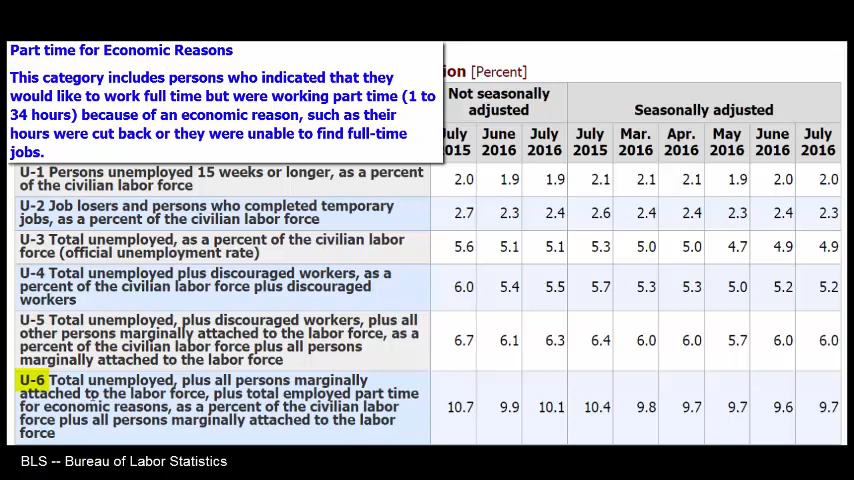 Part time for Economic Reasons
This category includes persons who indicated that they
would like to work full time but were working part time (1 to
34 hours) because of an economic reason, such as their
hours were cut back or they were unable to find full-time
jobs.
[Percent]
Not seasonally
adjusted
Seasonally adjusted
July 2015
June 2016
July 2016
July 2015
Mar. 2016
Apr. 2016
May 2016
June 2016
July 2016
U-1 Persons unemployed 15 weeks or longer, as a percent
of the civilian labor force
2.0 1.9 1.9 2.1 2.1 2.1 1.9 2.0 2.0
U-2 Job losers and persons who completed temporary
jobs, as a percent of the civilian labor force
2.7 2.3 2.4 2.6 2.4 2.4 2.3 2.4 2.3
U-3 Total unemployed, as a percent of the civilian labor
force (official unemployment rate)
5.6 5.1 5.1 5.3 5.0 5.0 4.7 4.9 4.9
U-4 Total unemployed plus discouraged workers, as a
percent of the civilian labor force plus discouraged
workers
6.0 5.4 5.5 5.7 5.3 5.3 5.0 5.2 5.2
U-5 Total unemployed, plus discouraged workers, plus all
other persons marginally attached to the labor force, as a
percent of the civilian labor force plus all persons
marginally attached to the labor force
6.7 6.1 6.3 6.4 6.0 6.0 5.7 6.0 6.0
U-6 Total unemployed, plus all persons marginally
attached to the labor force, plus total employed part time
for economic reasons, as a percent of the civilian labor
force plus all persons marginally attached to the labor
force
10.7 9.9 10.1 10.4 9.8 9.7 9.7 9.6 9.7
BLS -- Bureau of Labor Statistics